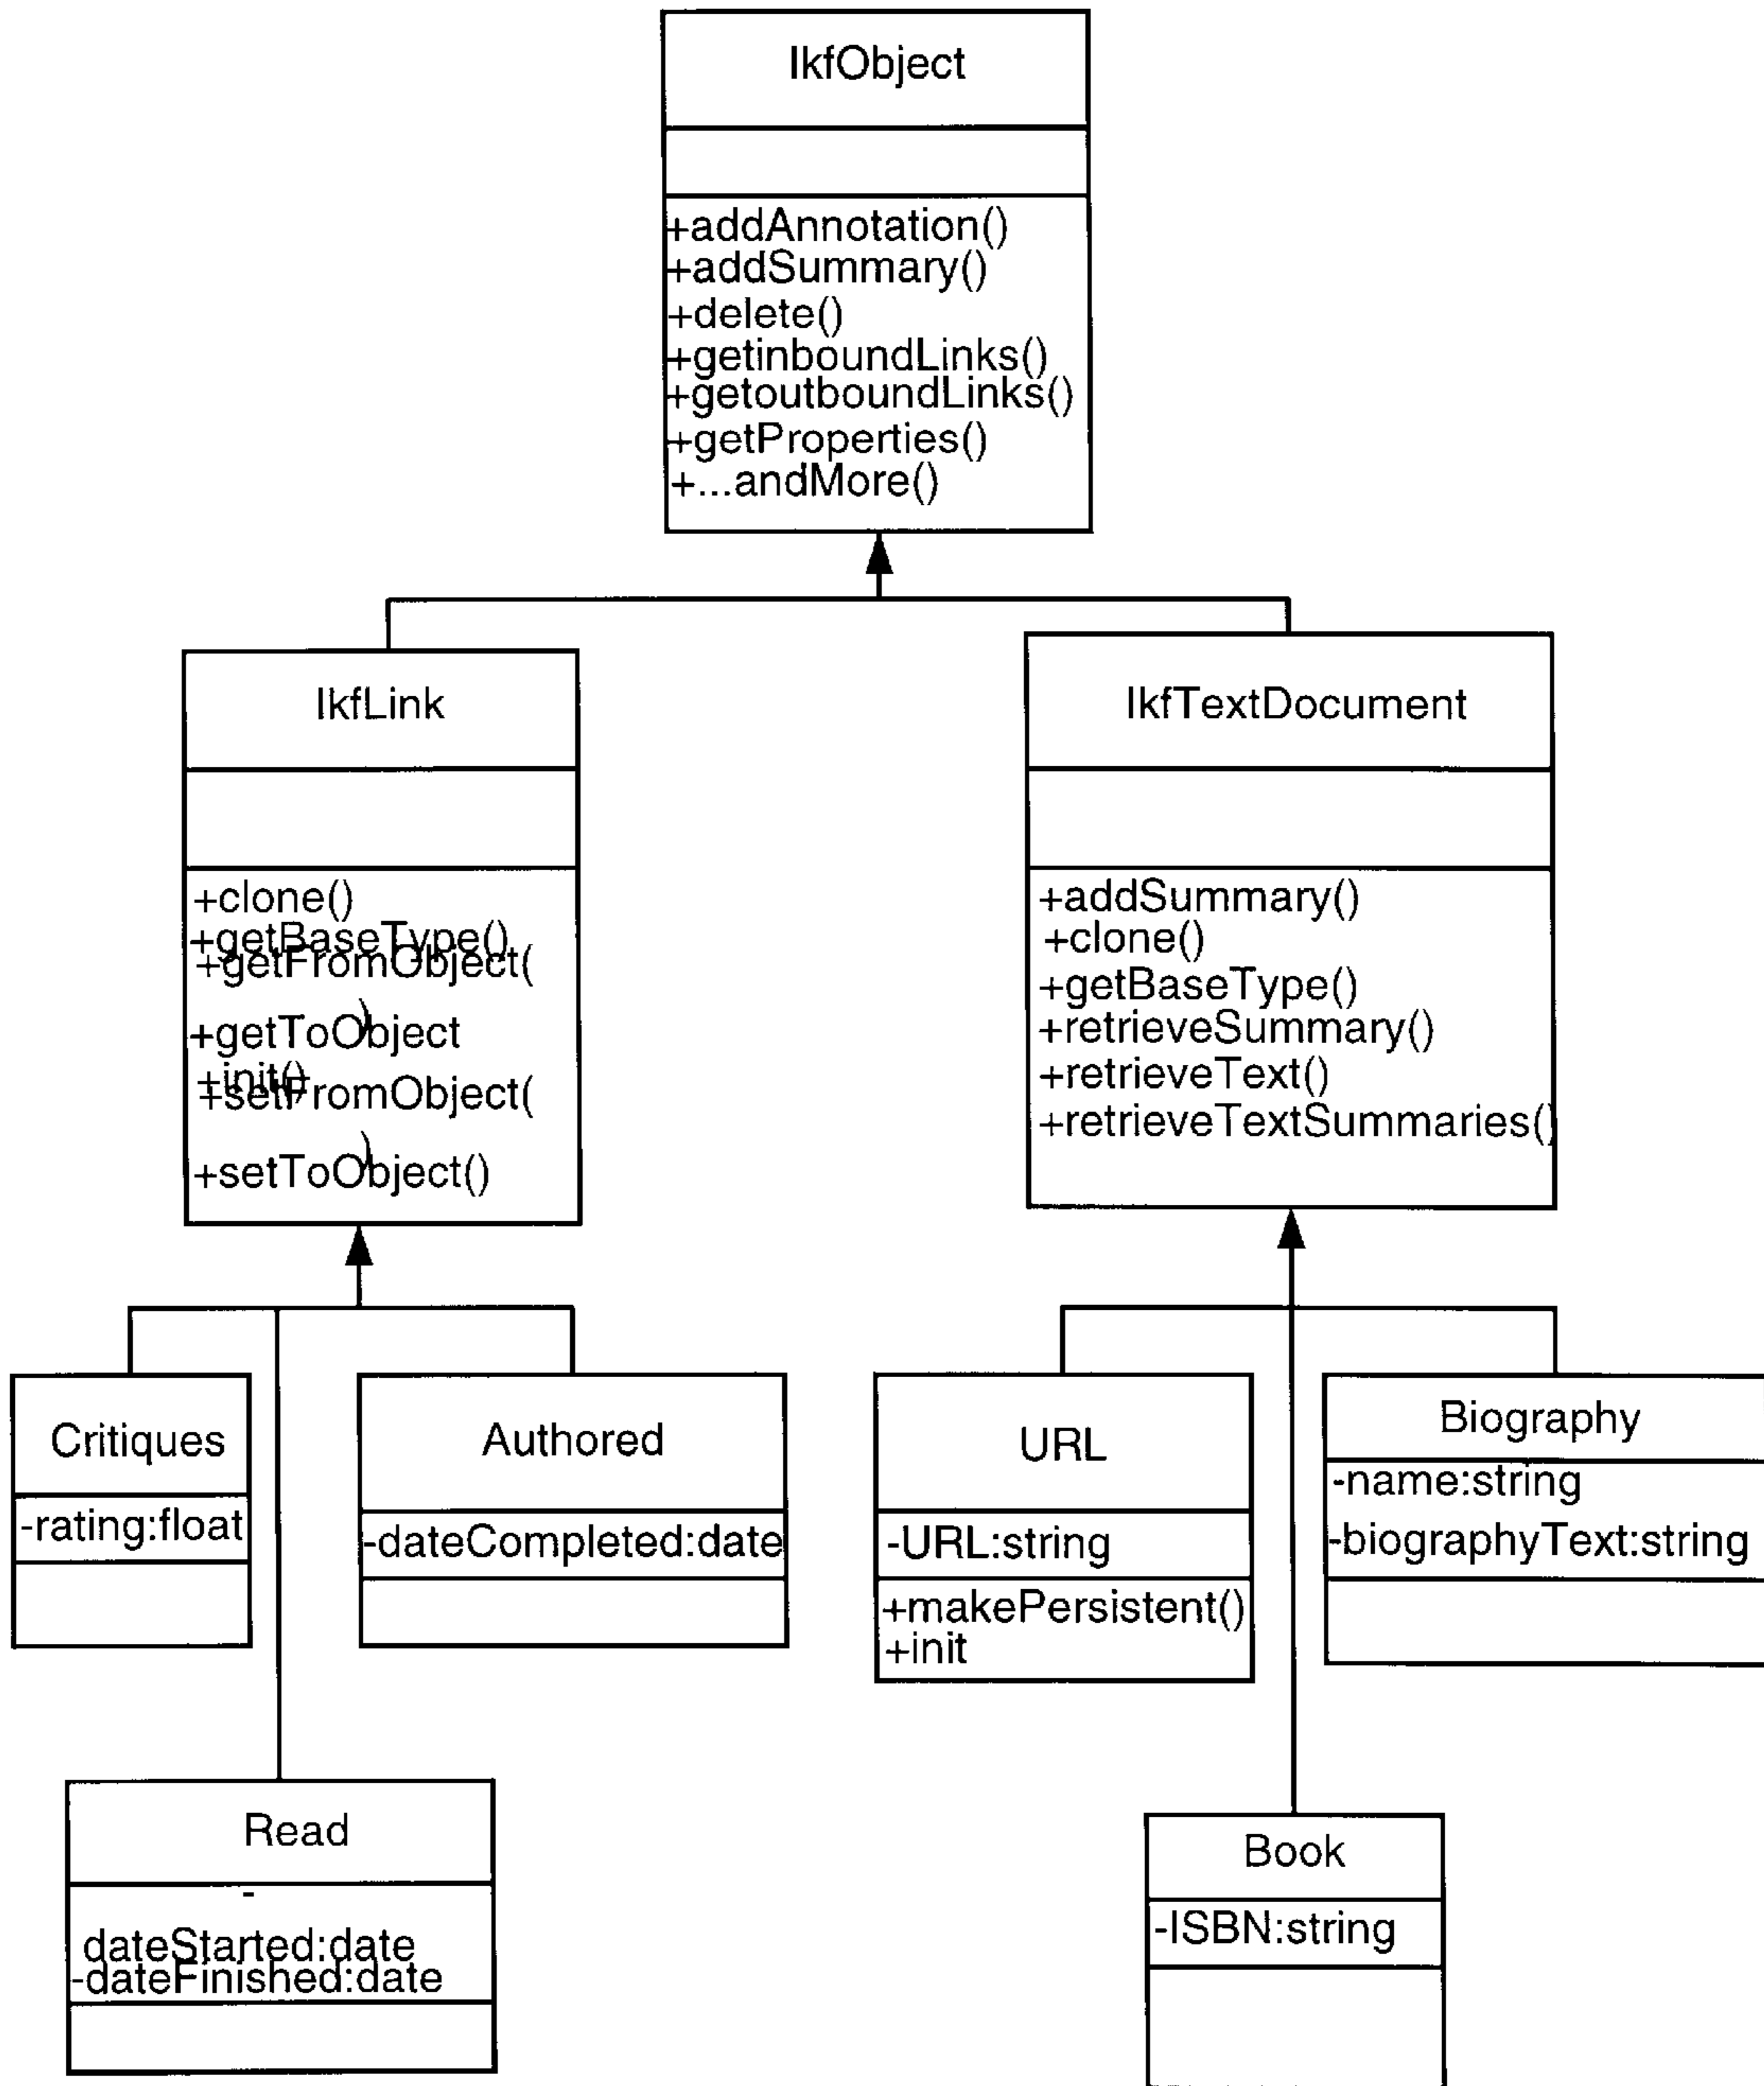 IkfObject
+addAnnotation()
+addSummary()
+delete()
+getinboundLinks()
+getoutboundLinks()
+getProperties()
+...andMore()
IkfLink
+clone()
+getBaseType()
+getFromObject(
)
+getToObject
+init()
+setFromObject(
)
+setToObject()
IkfTextDocument
+addSummary()
+clone()
+getBaseType()
+retrieveSummary()
+retrieveText()
+retrieveTextSummaries()
Critiques
-rating:float
Authored
-dateCompleted:date
URL
-URL:string
+makePersistent()
+init
Biography
-name:string
-biographyText:string
Read
-
dateStarted:date
-dateFinished:date
Book
-ISBN:string